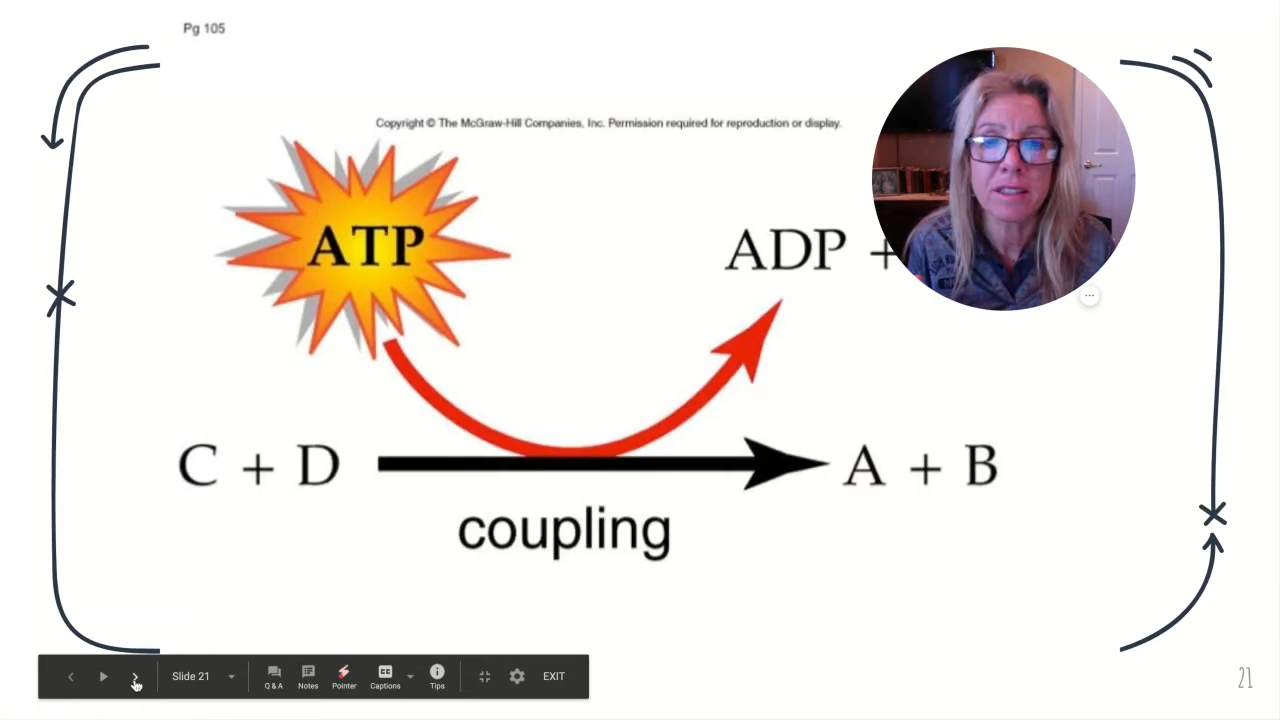 Pg 105
Copyright © The McGraw-Hill Companies, Inc. Permission required for reproduction or display.
ATP
ADP +
C + D
A + B
coupling
Slide 21
Q & A
Notes
Pointer
CC
Captions
Tips
EXIT
21